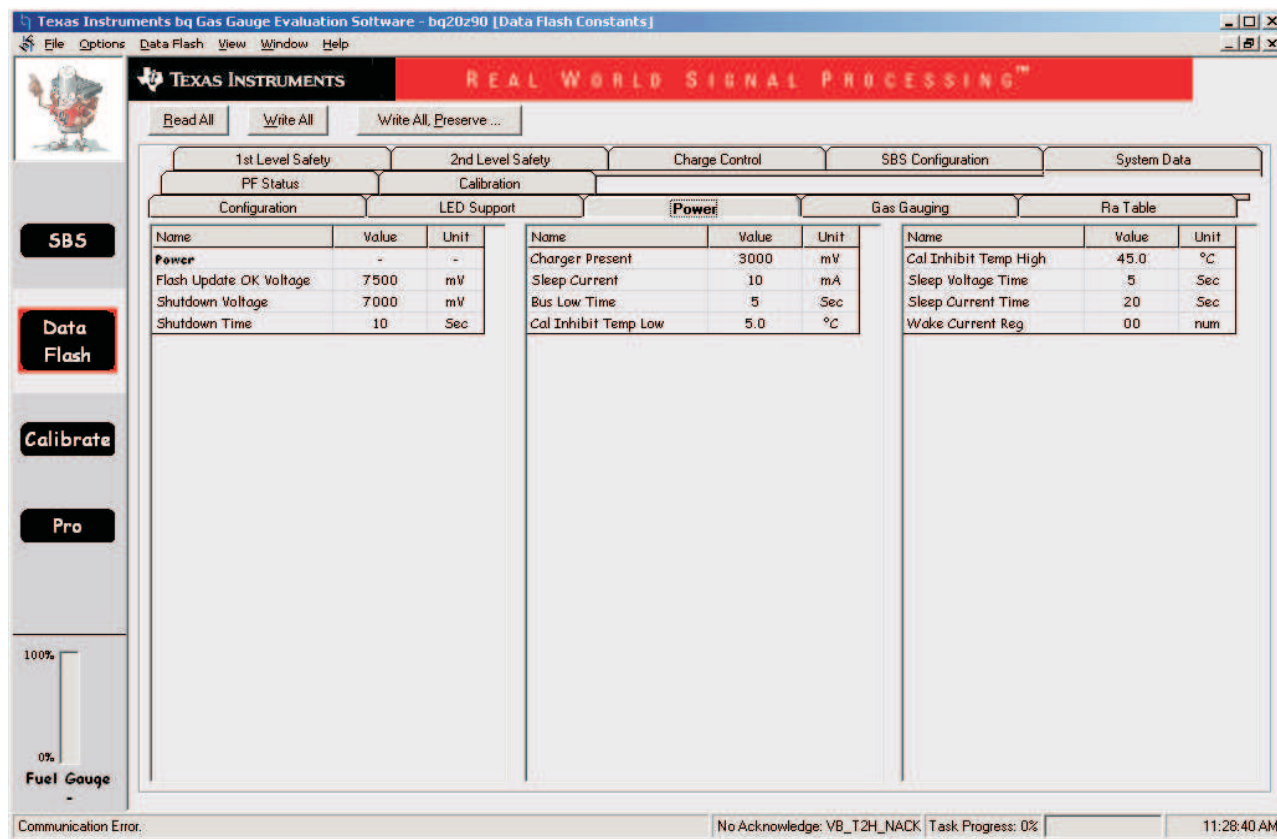 Texas Instruments bq Gas Gauge Evaluation Software - bq20z90 [Data Flash Constants]
File Options Data Flash View Window Help
TEXAS INSTRUMENTS REAL WORLD SIGNAL PROCESSING™
Read All Write All Write All, Preserve ...
1st Level Safety 2nd Level Safety Charge Control SBS Configuration System Data
PF Status Calibration
Configuration LED Support Power Gas Gauging Ra Table
SBS
Data Flash
Calibrate
Pro
Name Value Unit
Power - -
Flash Update OK Voltage 7500 mV
Shutdown Voltage 7000 mV
Shutdown Time 10 Sec
Name Value Unit
Charger Present 3000 mV
Sleep Current 10 mA
Bus Low Time 5 Sec
Cal Inhibit Temp Low 5.0 °C
Name Value Unit
Cal Inhibit Temp High 45.0 °C
Sleep Voltage Time 5 Sec
Sleep Current Time 20 Sec
Wake Current Reg 00 num
100%
0%
Fuel Gauge
-
Communication Error. No Acknowledge: VB_T2H_NACK Task Progress: 0% 11:28:40 AM